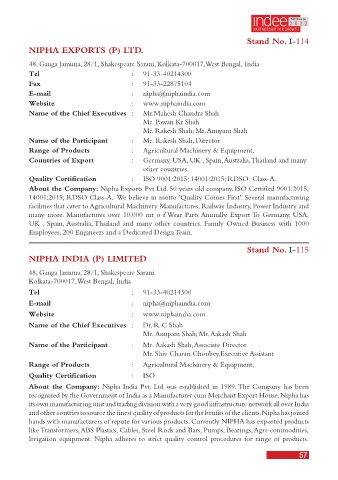 indee
Stand No. I-114
NIPHA EXPORTS (P) LTD.
48, Ganga Jamuna, 28/1, Shakespeare Sarani, Kolkata-700017, West Bengal, India
Tel : 91-33-40214300
Fax : 91-33-22875104
E-mail : nipha@niphaindia.com
Website : www.niphaindia.com
Name of the Chief Executives : Mr. Mahesh Chandra Shah
Mr. Pawan Kr Shah
Mr. Rakesh Shah; Mr. Anupam Shah
Name of the Participant : Mr. Rakesh Shah, Director
Range of Products : Agricultural Machinery & Equipment,
Countries of Export : Germany, USA, UK , Spain, Australia, Thailand and many
other countries.
Quality Certification : ISO 9001:2015; 14001:2015; RDSO Class-A.
About the Company: Nipha Exports Pvt Ltd. 50 years old company. ISO Certified 9001:2015;
14001:2015; RDSO Class-A. We believe in motto 'Quality Comes First'. Several manufacturing
facilities that cater to Agricultural Machinery Manufactures, Railway Industry, Power Industry and
many more. Manufactures over 10,000 mt o f Wear Parts Annually. Export To Germany, USA,
UK , Spain, Australia, Thailand and many other countries. Family Owned Business with 1000
Employees, 200 Engineers and a Dedicated Design Team.
Stand No. I-115
NIPHA INDIA (P) LIMITED
48, Ganga Jamuna, 28/1, Shakespeare Sarani
Kolkata-700017, West Bengal, India
Tel : 91-33-40214300
E-mail : nipha@niphaindia.com
Website : www.niphaindia.com
Name of the Chief Executives : Dr. R. C Shah
Mr. Anupam Shah; Mr. Aakash Shah
Name of the Participant : Mr. Aakash Shah, Associate Director
Mr. Shiv Charan Choubey, Executive Assistant
Range of Products : Agricultural Machinery & Equipment,
Quality Certification : ISO
About the Company: Nipha India Pvt. Ltd was established in 1989. The Company has been
recognized by the Government of India as a Manufacturer cum Merchant Export House. Nipha has
its own manufacturing unit and trading division with a very good infrastructure network all over India
and other coutries to source the finest quality of products for the benifits of the clients. Nipha has joined
hands with manufacturers of repute for various products. Currently NIPHA has exported products
like Transformers, ABS Plastics, Cables, Steel Rods and Bars, Pumps, Bearings, Agri-commodities,
Irrigation equipment. Nipha adheres to strict quality control procedures for range of products.
57